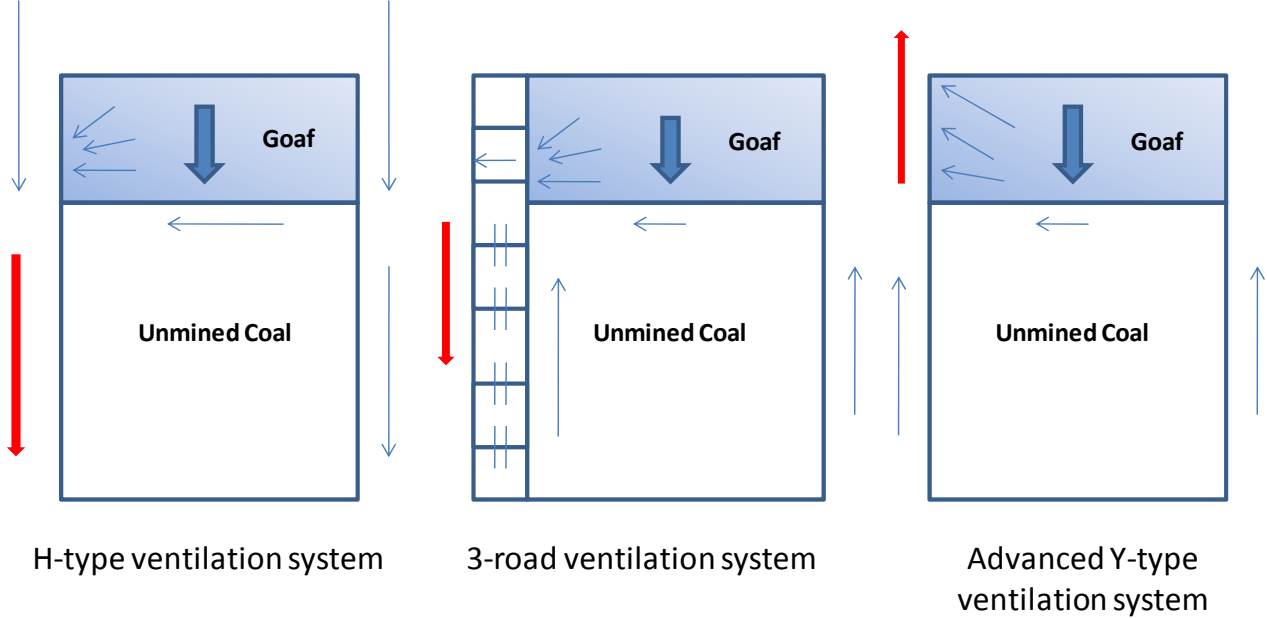 Goaf
Goaf
Goaf
Unmined Coal
Unmined Coal
Unmined Coal
H-type ventilation system
3-road ventilation system
Advanced Y-type
ventilation system